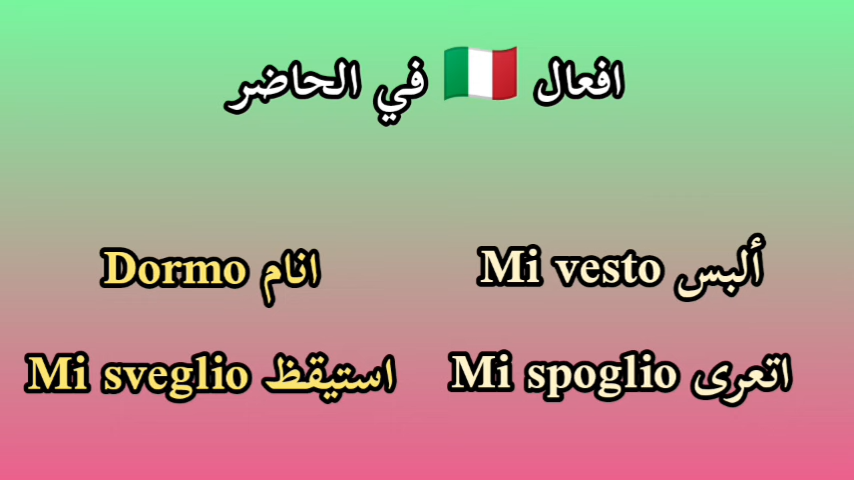 افعال 🇮🇹 في الحاضر
Dormo انام
Mi vesto ألبس
Mi sveglio استيقظ
Mi spoglio اتعرى